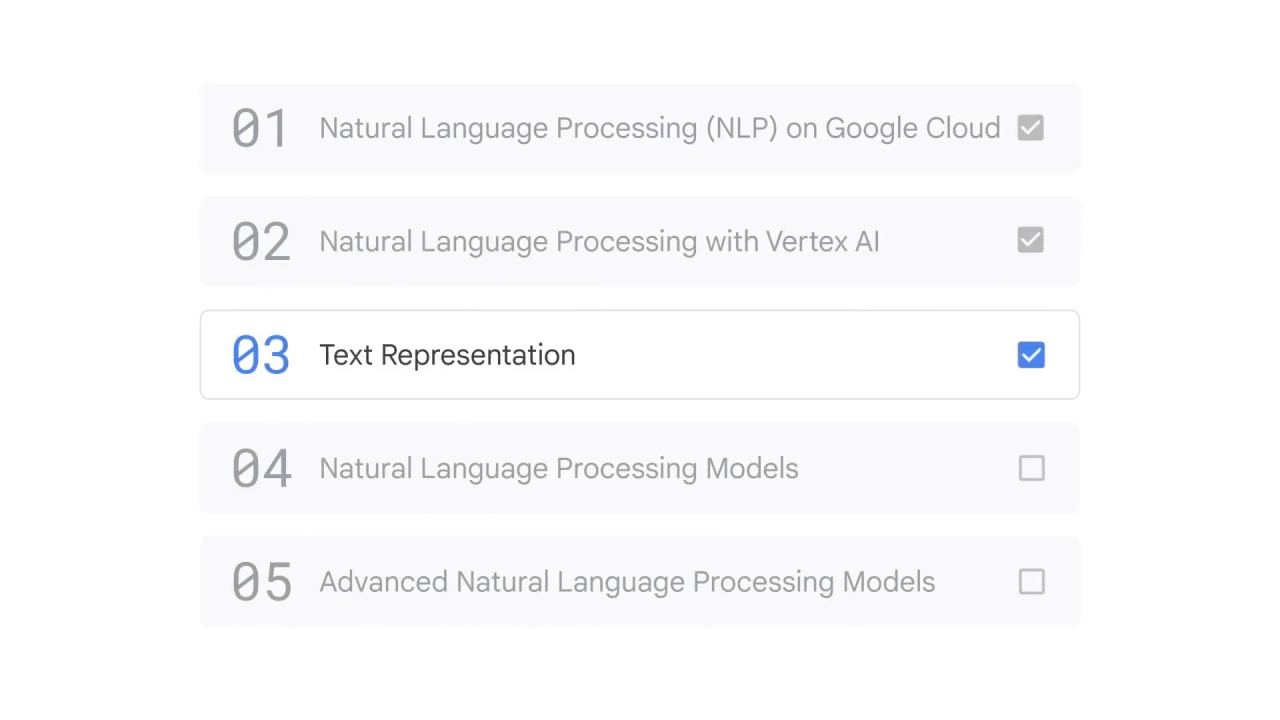 01 Natural Language Processing (NLP) on Google Cloud
02 Natural Language Processing with Vertex AI
03 Text Representation
04 Natural Language Processing Models
05 Advanced Natural Language Processing Models